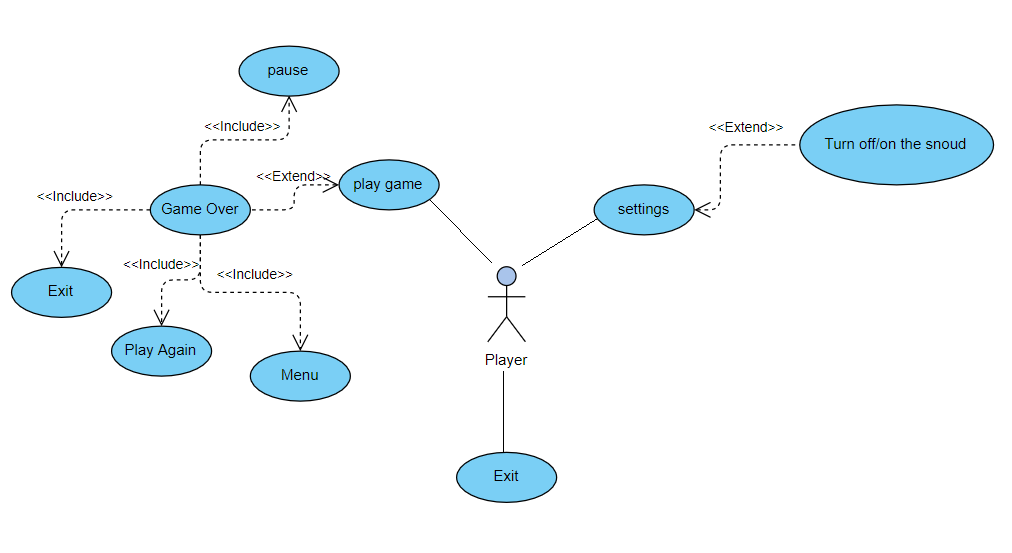 pause
<<Include>>
<<Extend>>
Turn off/on the snoud
<<Extend>>
play game
<<Include>>
Game Over
settings
<<Include>>
<<Include>>
Exit
Play Again
Player
Menu
Exit